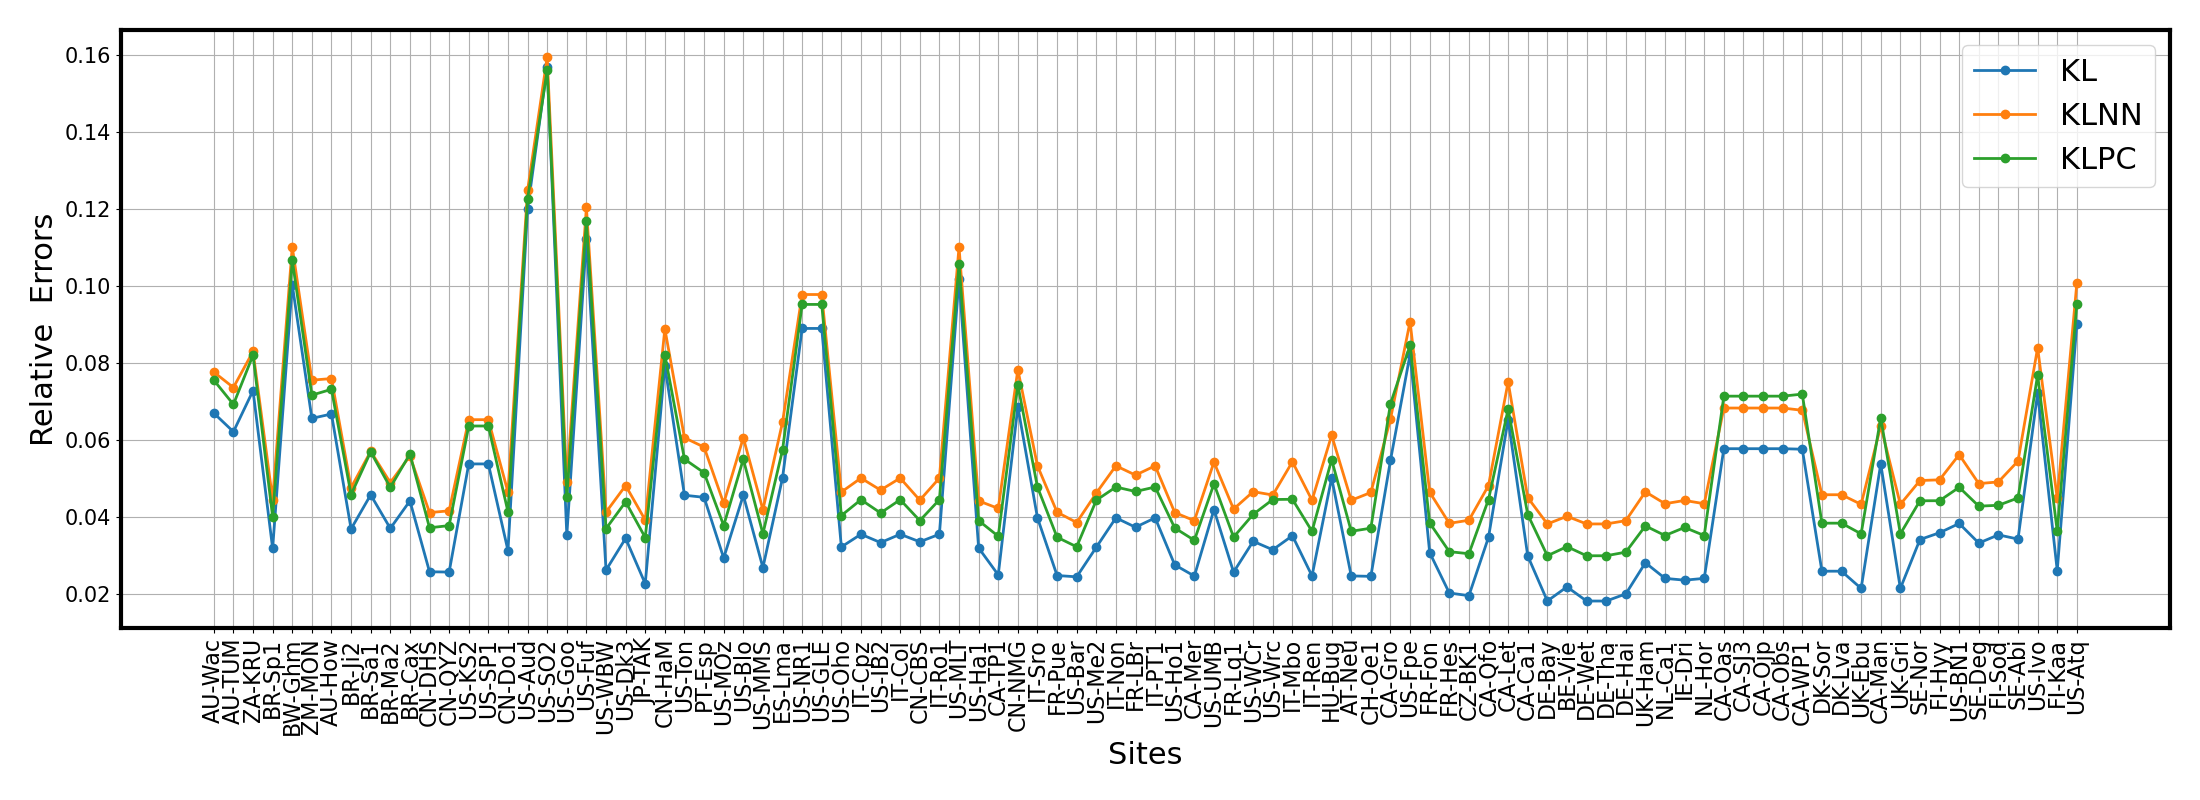 Relative Errors
0.16
0.14
0.12
0.10
0.08
0.06
0.04
0.02
KL
KLNN
KLPC
AU-Wac
AU-TUM
ZA-KRU
BR-Sp1
BW-Ghm
ZM-MON
AU-How
BR-Ji2
BR-Sa1
BR-Ma2
BR-Cax
CN-DHS
CN-QYZ
US-KS2
US-SP1
CN-Do1
US-Aud
US-SO2
US-Goo
US-Fuf
US-WBW
US-Dk3
JP-TAK
CN-HaM
US-Ton
PT-Esp
US-MOz
US-Blo
US-MMS
ES-Lma
US-NR1
US-GLE
US-Oho
IT-Cpz
US-IB2
IT-Col
CN-CBS
IT-Ro1
US-MLT
US-Ha1
CA-TP1
CN-NMG
IT-Sro
FR-Pue
US-Bar
US-Me2
IT-Non
FR-LBr
IT-PT1
US-Ho1
CA-Mer
US-UMB
FR-Lq1
US-WCr
US-Wrc
IT-Mbo
IT-Ren
HU-Bug
AT-Neu
CH-Oe1
CA-Gro
US-Fpe
FR-Fon
FR-Hes
CZ-BK1
CA-Qfo
CA-Let
CA-Ca1
DE-Bay
BE-Vie
DE-Wet
DE-Tha
DE-Hai
UK-Ham
NL-Ca1
IE-Dri
NL-Hor
CA-Oas
CA-SJ3
CA-Ojp
CA-Obs
CA-WP1
DK-Sor
DK-Lva
UK-Ebu
CA-Man
UK-Gri
SE-Nor
FI-Hyy
US-BN1
SE-Deg
FI-Sod
SE-Abi
US-Ivo
FI-Kaa
US-Atq
Sites